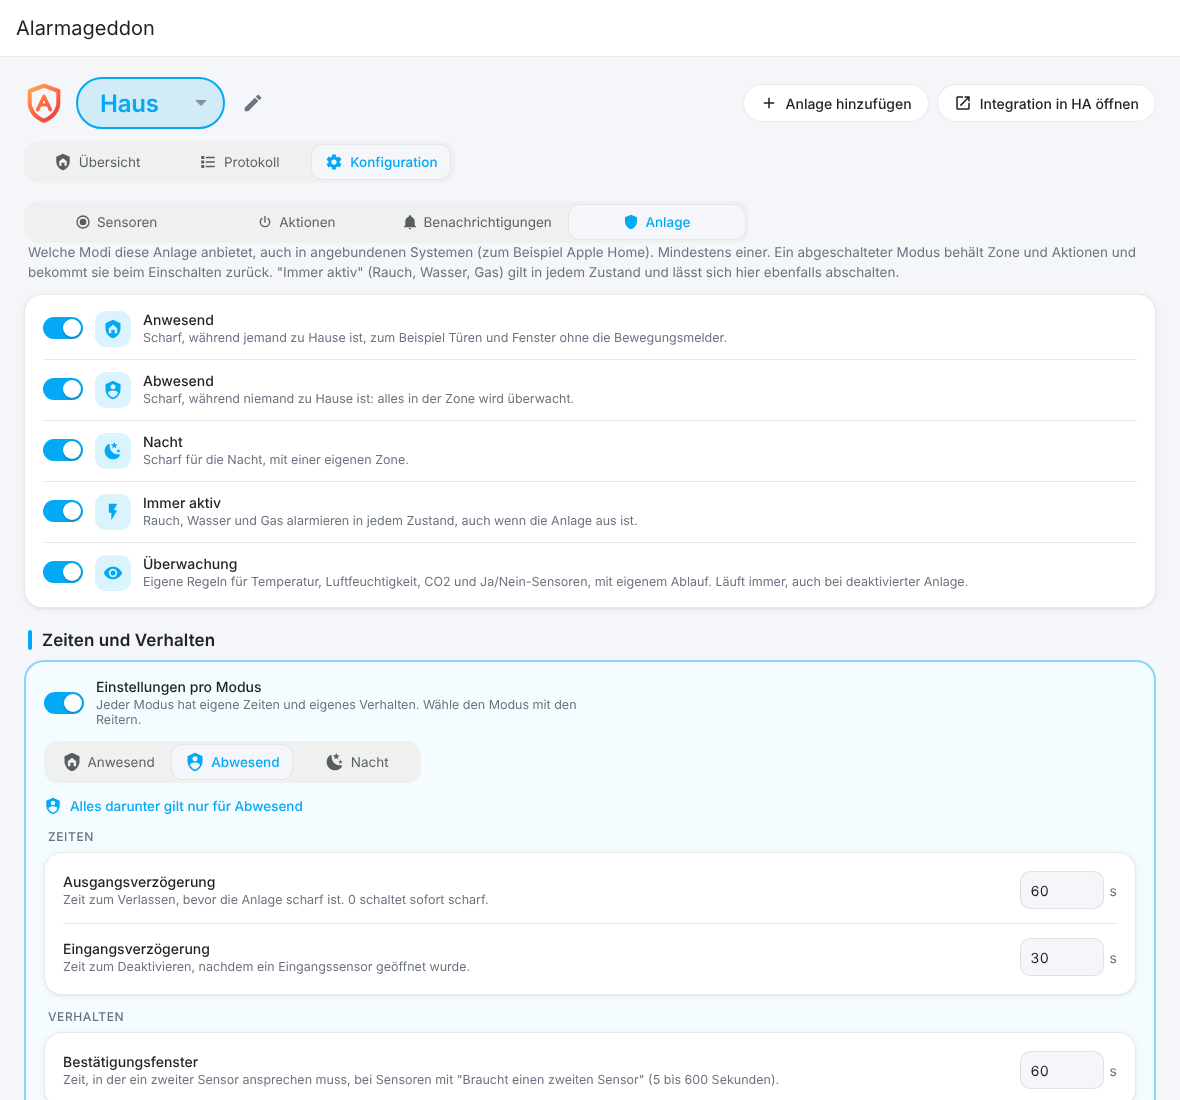 Alarmageddon
Haus
Anlage hinzufügen
Integration in HA öffnen
Übersicht
Protokoll
Konfiguration
Sensoren
Aktionen
Benachrichtigungen
Anlage
Welche Modi diese Anlage anbietet, auch in angebundenen Systemen (zum Beispiel Apple Home). Mindestens einer. Ein abgeschalteter Modus behält Zone und Aktionen und
bekommt sie beim Einschalten zurück. "Immer aktiv" (Rauch, Wasser, Gas) gilt in jedem Zustand und lässt sich hier ebenfalls abschalten.
Anwesend
Scharf, während jemand zu Hause ist, zum Beispiel Türen und Fenster ohne die Bewegungsmelder.
Abwesend
Scharf, während niemand zu Hause ist: alles in der Zone wird überwacht.
Nacht
Scharf für die Nacht, mit einer eigenen Zone.
Immer aktiv
Rauch, Wasser und Gas alarmieren in jedem Zustand, auch wenn die Anlage aus ist.
Überwachung
Eigene Regeln für Temperatur, Luftfeuchtigkeit, CO2 und Ja/Nein-Sensoren, mit eigenem Ablauf. Läuft immer, auch bei deaktivierter Anlage.
Zeiten und Verhalten
Einstellungen pro Modus
Jeder Modus hat eigene Zeiten und eigenes Verhalten. Wähle den Modus mit den
Reitern.
Anwesend
Abwesend
Nacht
Alles darunter gilt nur für Abwesend
ZEITEN
Ausgangsverzögerung
Zeit zum Verlassen, bevor die Anlage scharf ist. 0 schaltet sofort scharf.
60 s
Eingangsverzögerung
Zeit zum Deaktivieren, nachdem ein Eingangssensor geöffnet wurde.
30 s
VERHALTEN
Bestätigungsfenster
Zeit, in der ein zweiter Sensor ansprechen muss, bei Sensoren mit "Braucht einen zweiten Sensor" (5 bis 600 Sekunden).
60 s